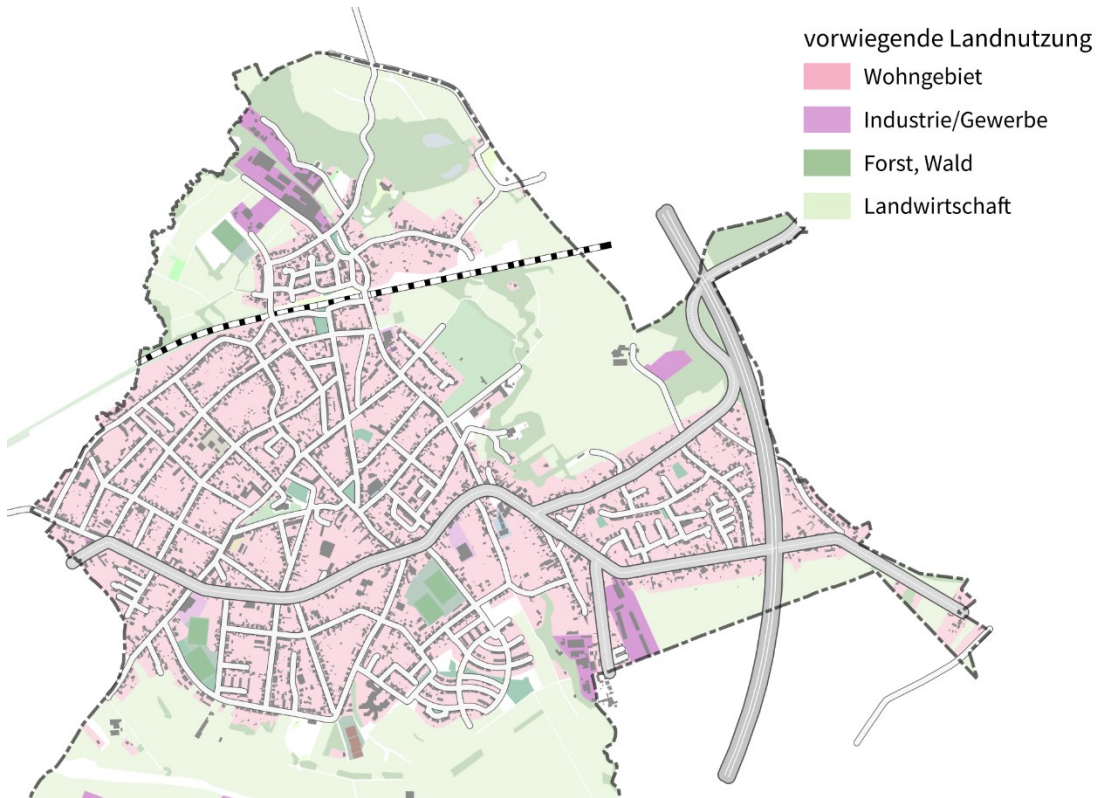 vorwiegende Landnutzung
Wohngebiet
Industrie/Gewerbe
Forst, Wald
Landwirtschaft